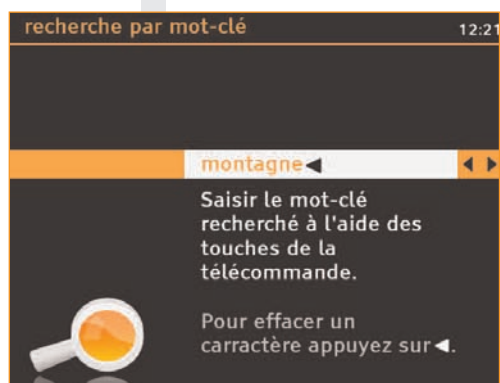 recherche par mot-clé 12:21
montagne◀ ◀ ▶
Saisir le mot-clé
recherché à l'aide des
touches de la
télécommande.
Pour effacer un
carractère appuyez sur ◀.